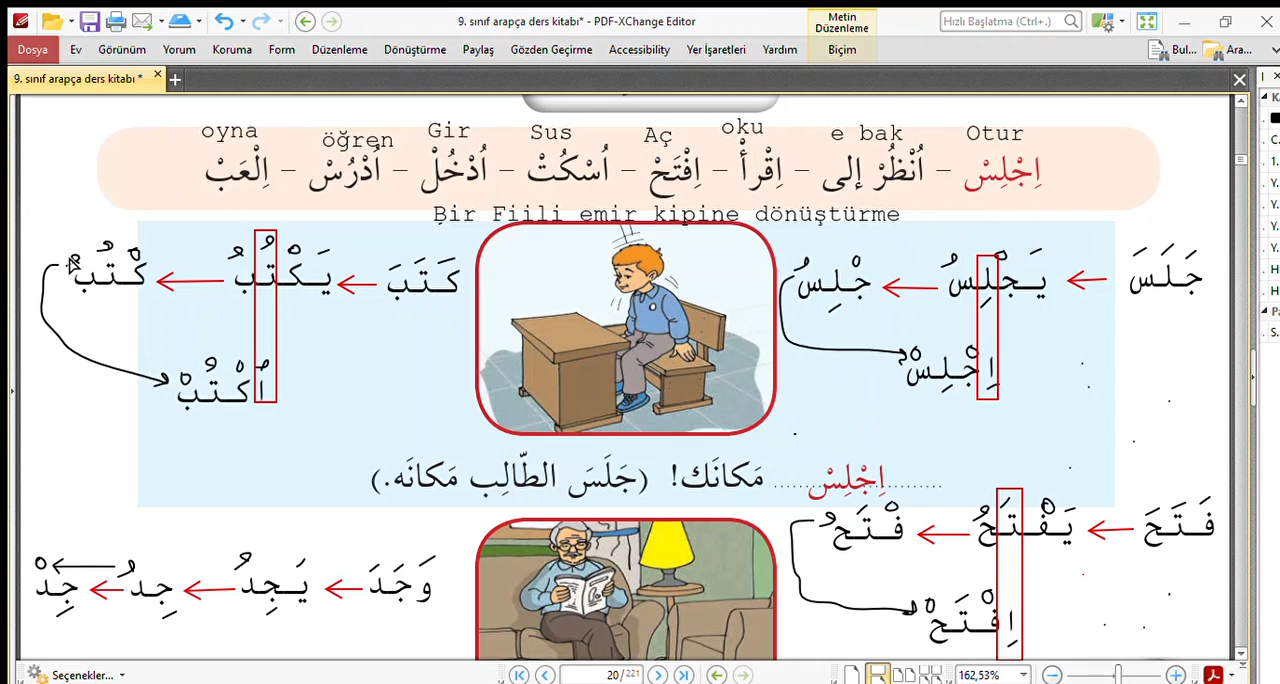 9. sınıf arapça ders kitabı* - PDF-XChange Editor
Metin Düzenleme
Hızlı Başlatma (Ctrl+.)
Dosya Ev Görünüm Yorum Koruma Form Düzenleme Dönüştürme Paylaş Gözden Geçirme Accessibility Yer İşaretleri Yardım Biçim Bul... Ara...
9. sınıf arapça ders kitabı *
oyna öğren Gir Sus Aç oku e bak Otur
اِجْلِسْ – اُنْظُرْ إلى – اِقْرأْ – اِفْتَحْ – اُسْكُتْ – اُدْخُلْ – اُدْرُسْ – اِلْعَبْ
Bir Fiili emir kipine dönüştürme
جَلَسَ ← يَجْلِسُ ← جْلِسُ
اِجْلِسْ
كَتَبَ ← يَكْتُبُ ← كْتُبُ
اُكْتُبْ
اِجْلِسْ مَكانَك! (جَلَسَ الطّالِب مَكانَه.)
فَتَحَ ← يَفْتَحُ ← فْتَحُ
اِفْتَحْ
وَجَدَ ← يَجِدُ ← جِدُ ← جِدْ
Seçenekler...
20 / 221
162,53%